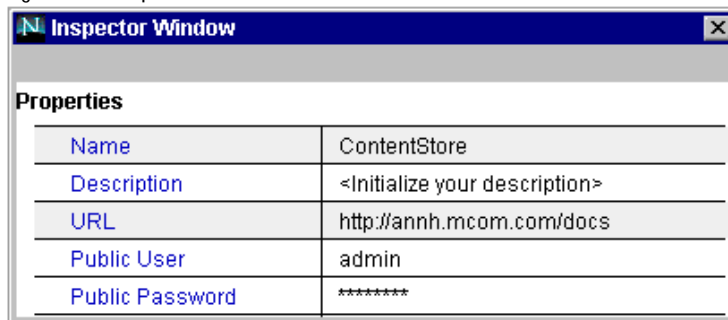 N Inspector Window
Properties
Name ContentStore
Description <Initialize your description>
URL http://annh.mcom.com/docs
Public User admin
Public Password ********